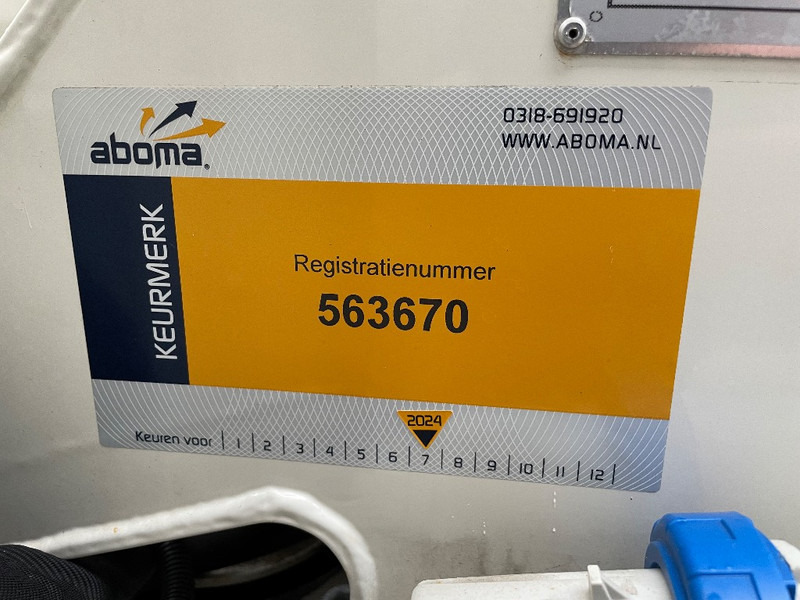 aboma®
0318-691920
WWW.ABOMA.NL
KEURMERK
Registratienummer
563670
2024
Keuren voor | 1 | 2 | 3 | 4 | 5 | 6 | 7 | 8 | 9 | 10 | 11 | 12 |